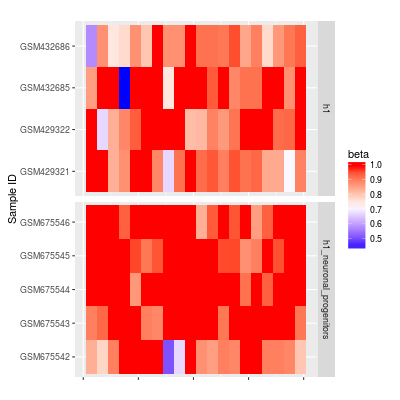 GSM432686
GSM432685
GSM429322
GSM429321
h1
GSM675546
GSM675545
GSM675544
GSM675543
GSM675542
h1_neuronal_progenitors
Sample ID
beta
1.0
0.9
0.8
0.7
0.6
0.5